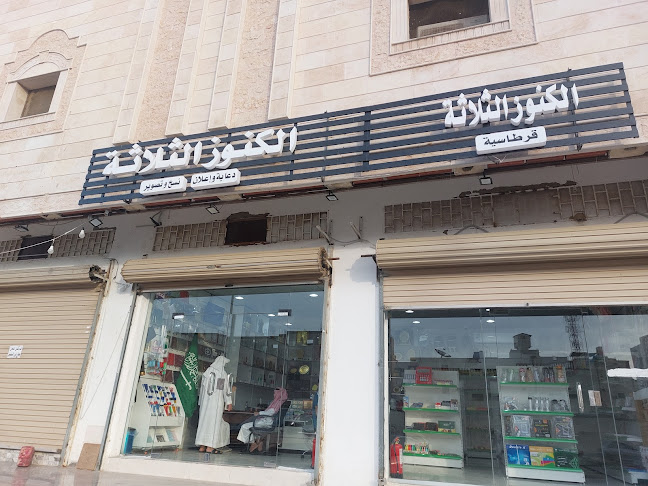 الكنوز الثلاثة
قرطاسية
الكنوز الثلاثة
دعاية وإعلان
نسخ وتصوير